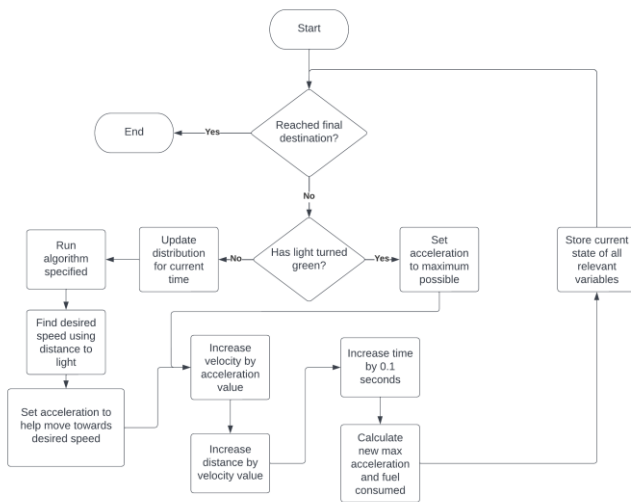 Start
Reached final
destination?
Yes
End
No
Has light turned
green?
No
Yes
Update
distribution
for current
time
Run
algorithm
specified
Set
acceleration
to maximum
possible
Store current
state of all
relevant
variables
Find desired
speed using
distance to
light
Set acceleration to
help move towards
desired speed
Increase
velocity by
acceleration
value
Increase
distance by
velocity value
Increase time
by 0.1
seconds
Calculate
new max
acceleration
and fuel
consumed